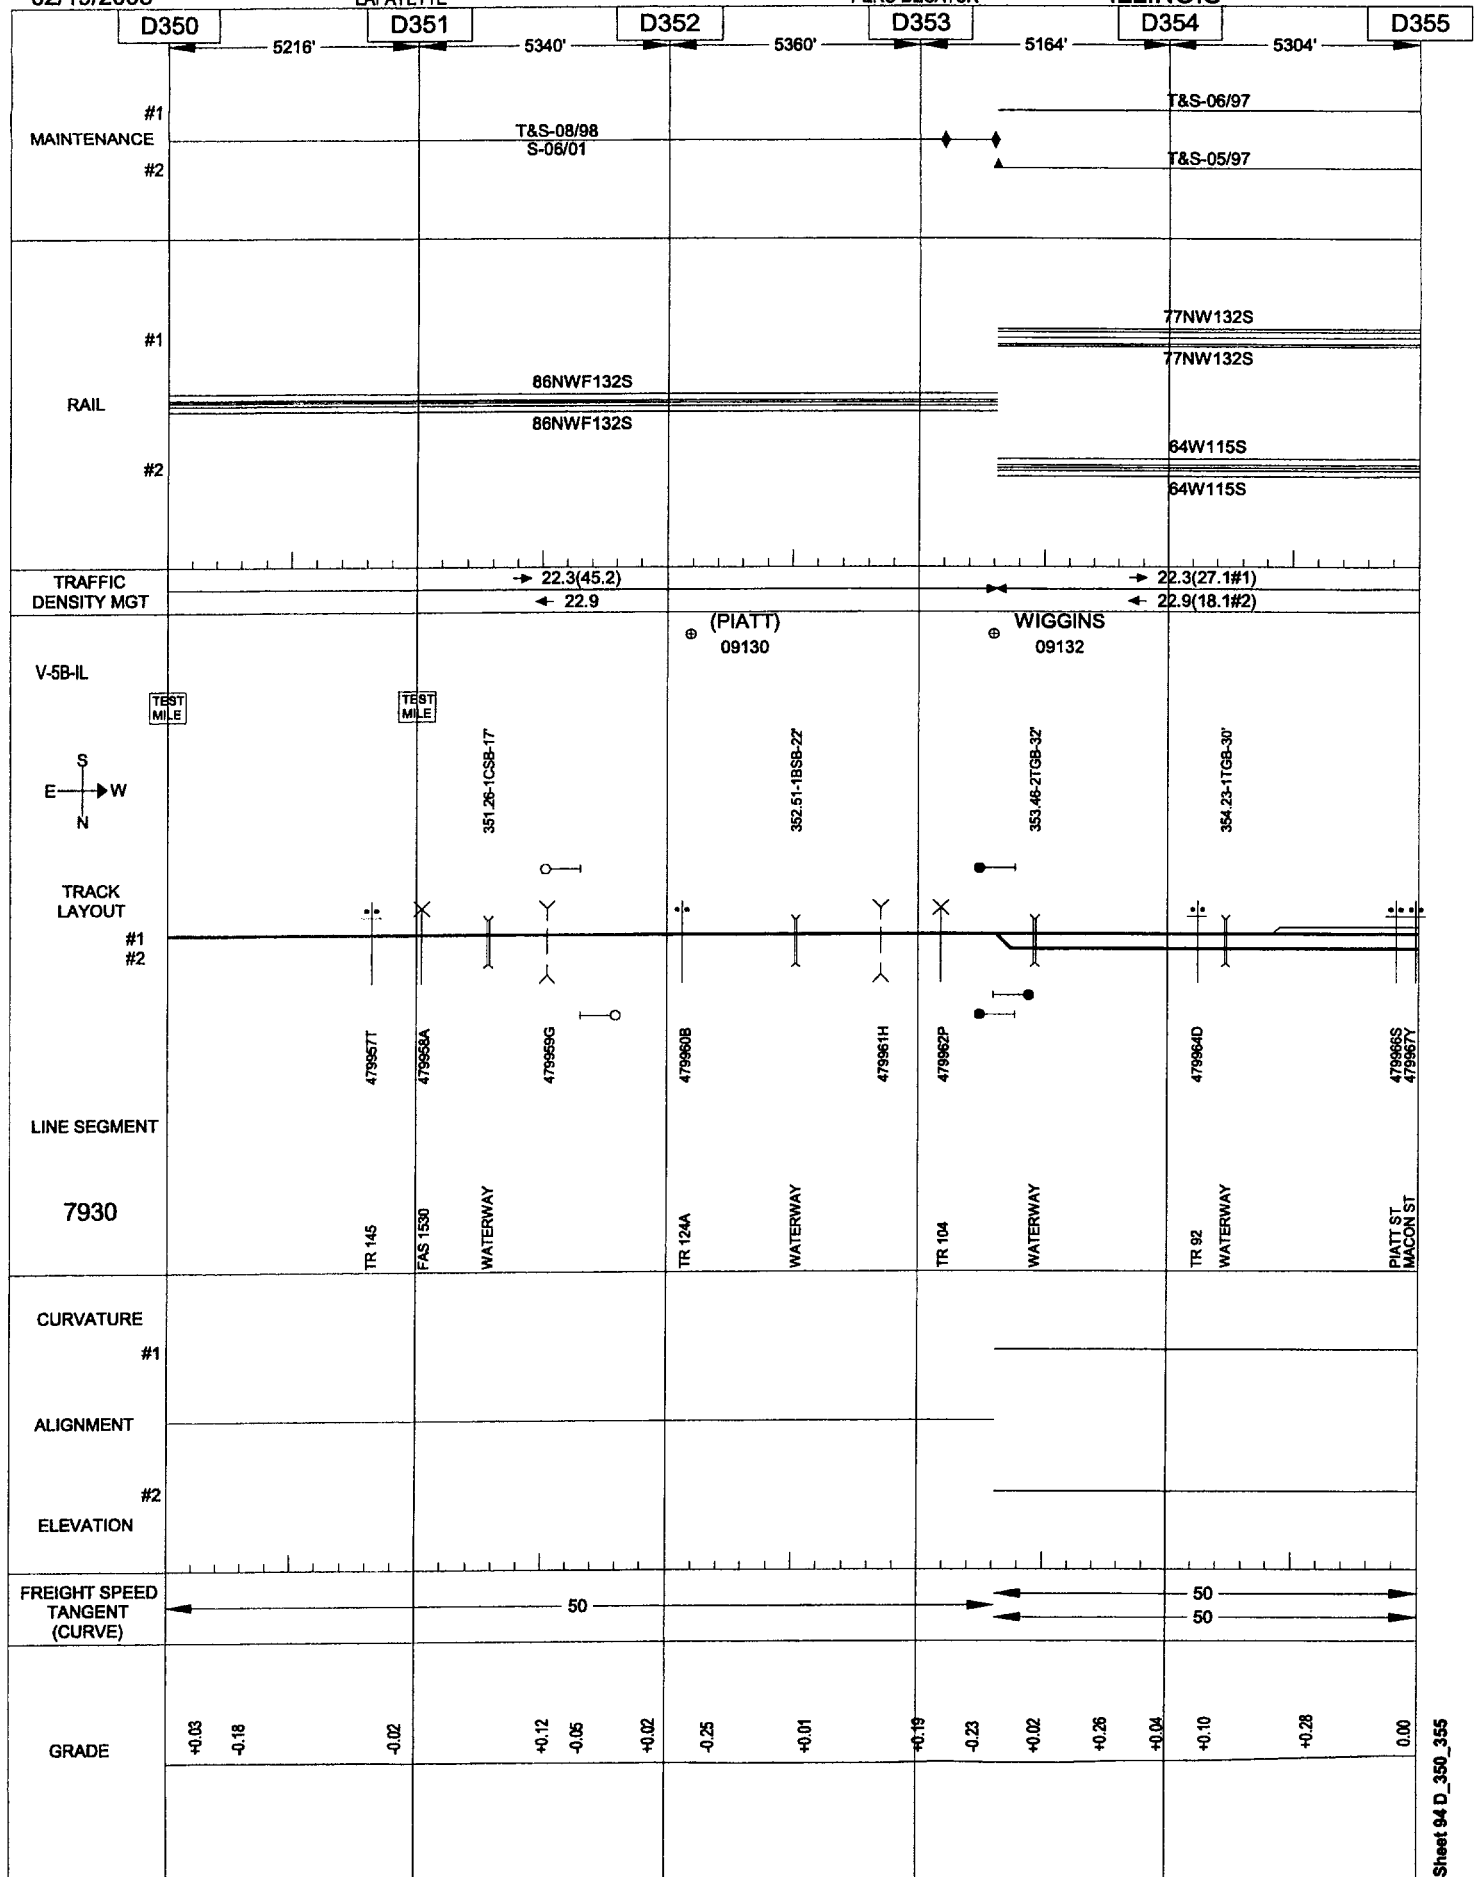 D350 D351 D352 D353 D354 D355
5216' 5340' 5360' 5164' 5304'
ILLINOIS
#1 T&S-06/97
MAINTENANCE T&S-08/98
S-06/01
#2 T&S-05/97
77NW132S
#1
77NW132S
86NWF132S
RAIL
86NWF132S
64W115S
#2
64W115S
TRAFFIC
DENSITY MGT
22.3(45.2) 22.3(27.1#1)
22.9 22.9(18.1#2)
(PIATT) WIGGINS
09130 09132
V-5B-IL
TEST
MILE
TEST
MILE
S
E W
N
351.26-1CSB-17'
352.51-1BSB-22'
353.46-2TGB-32'
354.23-1TGB-30'
TRACK
LAYOUT
#1
#2
479957T
479958A
479959G
479960B
479961H
479962P
479964D
479966S
479967Y
LINE SEGMENT
7930
TR 145
FAS 1530
WATERWAY
TR 124A
WATERWAY
TR 104
WATERWAY
TR 92
WATERWAY
PIATT ST
MACON ST
CURVATURE
#1
ALIGNMENT
#2
ELEVATION
FREIGHT SPEED
TANGENT
(CURVE)
50
50
50
GRADE
+0.03
-0.18
-0.02
+0.12
-0.05
+0.02
-0.25
+0.01
+0.19
-0.23
+0.02
+0.26
+0.04
+0.10
+0.28
0.00
Sheet 94 D_350_355